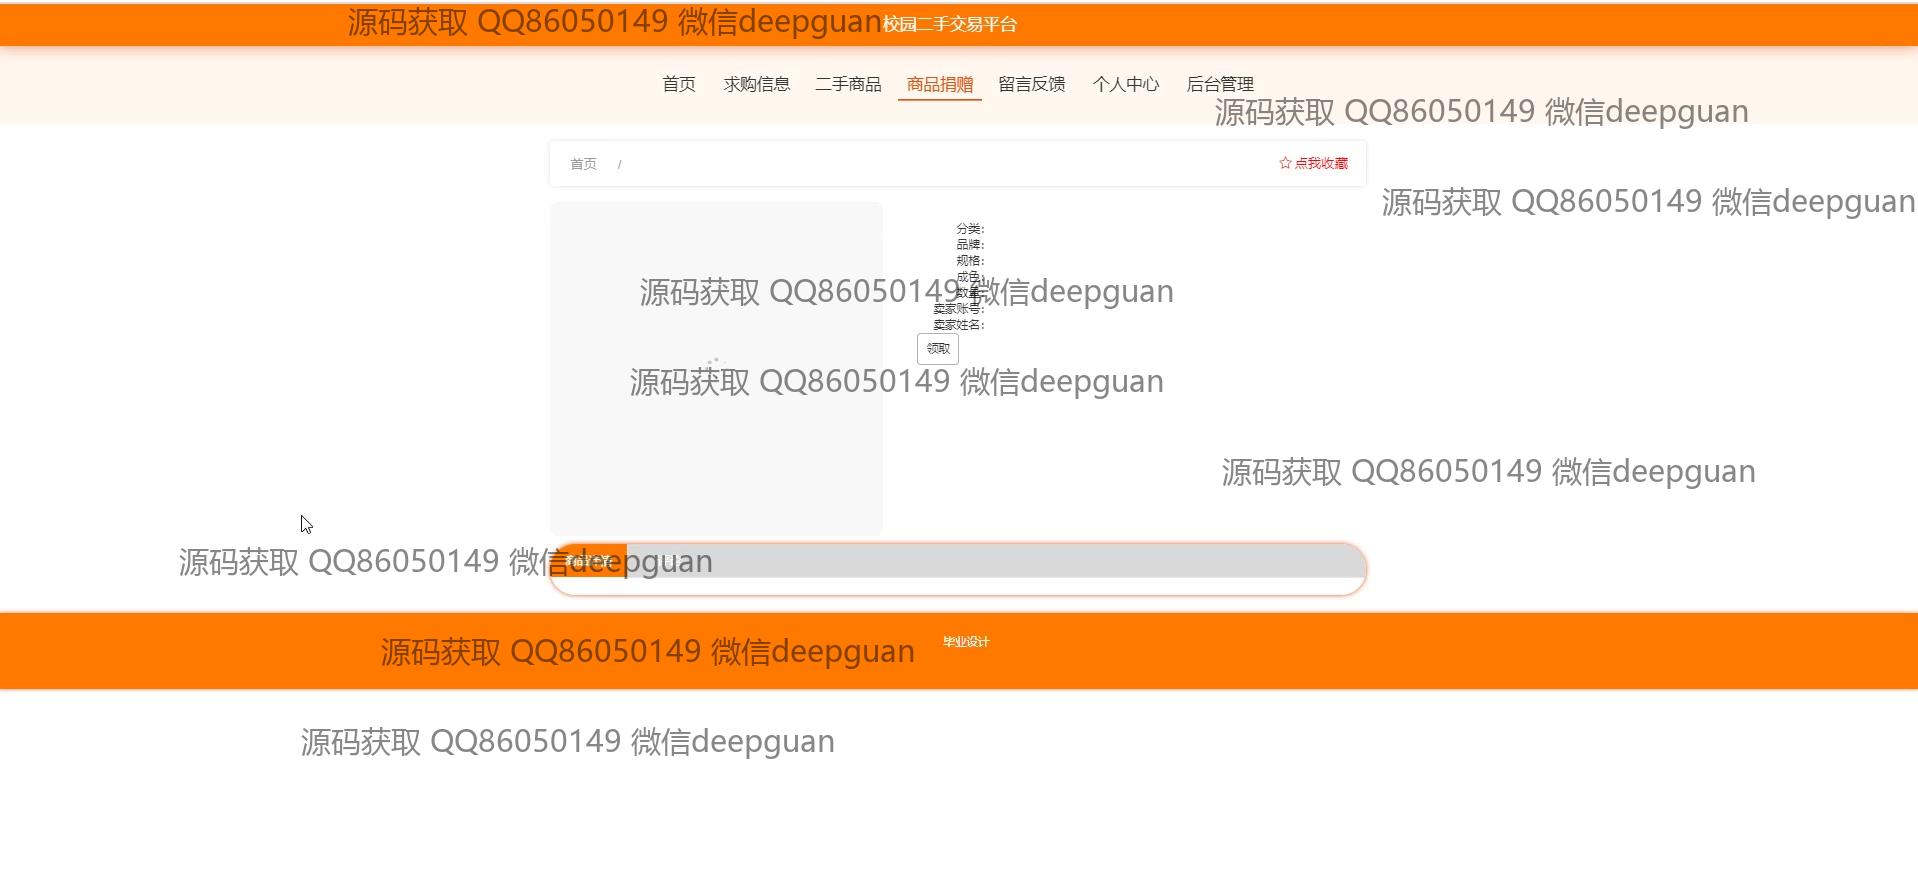 源码获取 QQ86050149 微信deepguan
校园二手交易平台
首页 求购信息 二手商品 商品捐赠 留言反馈 个人中心 后台管理
源码获取 QQ86050149 微信deepguan
首页 /
☆ 点我收藏
源码获取 QQ86050149 微信deepguan
分类：
品牌：
规格：
成色：
源码获取 QQ86050149 微信deepguan
数量：
卖家账号：
卖家姓名：
领取
源码获取 QQ86050149 微信deepguan
源码获取 QQ86050149 微信deepguan
源码获取 QQ86050149 微信deepguan
毕业设计
源码获取 QQ86050149 微信deepguan
源码获取 QQ86050149 微信deepguan